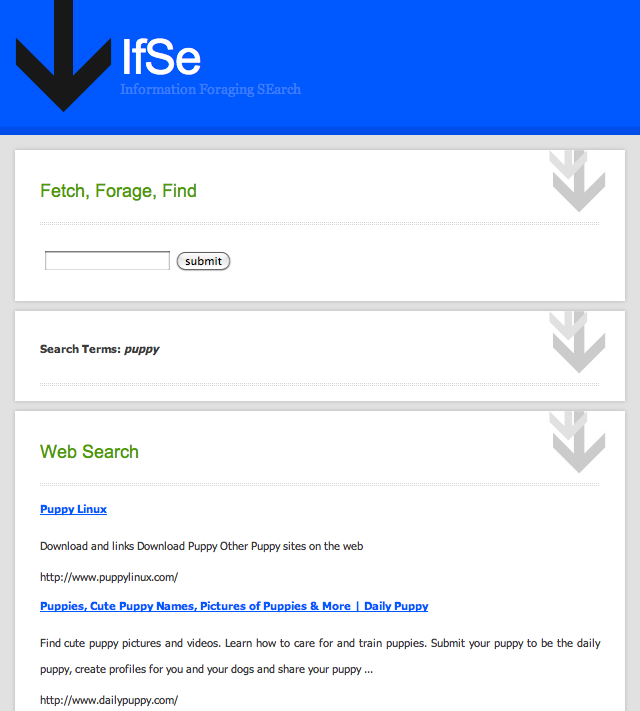 IfSe
Information Foraging SEarch
Fetch, Forage, Find
submit
Search Terms: puppy
Web Search
Puppy Linux
Download and links Download Puppy Other Puppy sites on the web
http://www.puppylinux.com/
Puppies, Cute Puppy Names, Pictures of Puppies & More | Daily Puppy
Find cute puppy pictures and videos. Learn how to care for and train puppies. Submit your puppy to be the daily
puppy, create profiles for you and your dogs and share your puppy ...
http://www.dailypuppy.com/